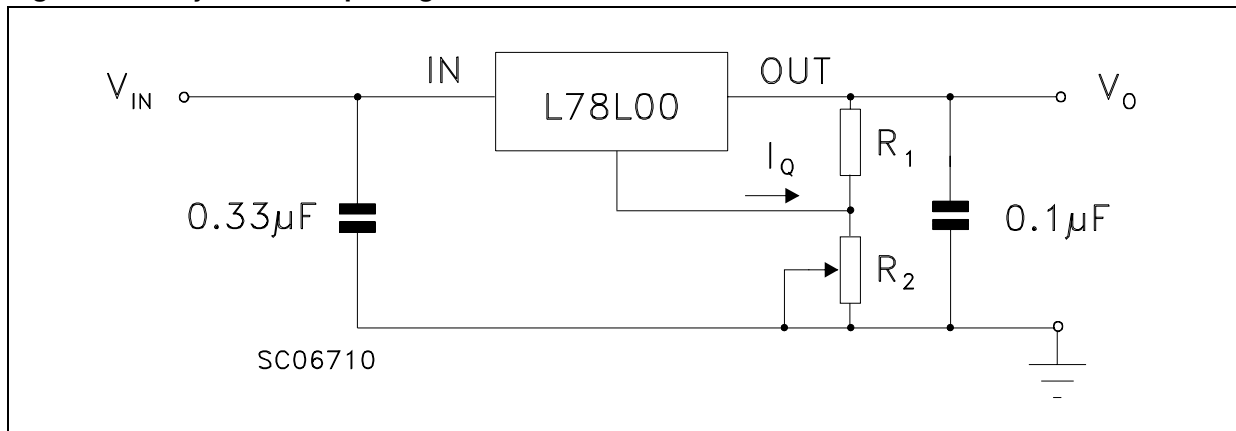 V_IN
IN
L78L00
OUT
V_O
I_Q
R_1
0.33µF
0.1µF
R_2
SC06710